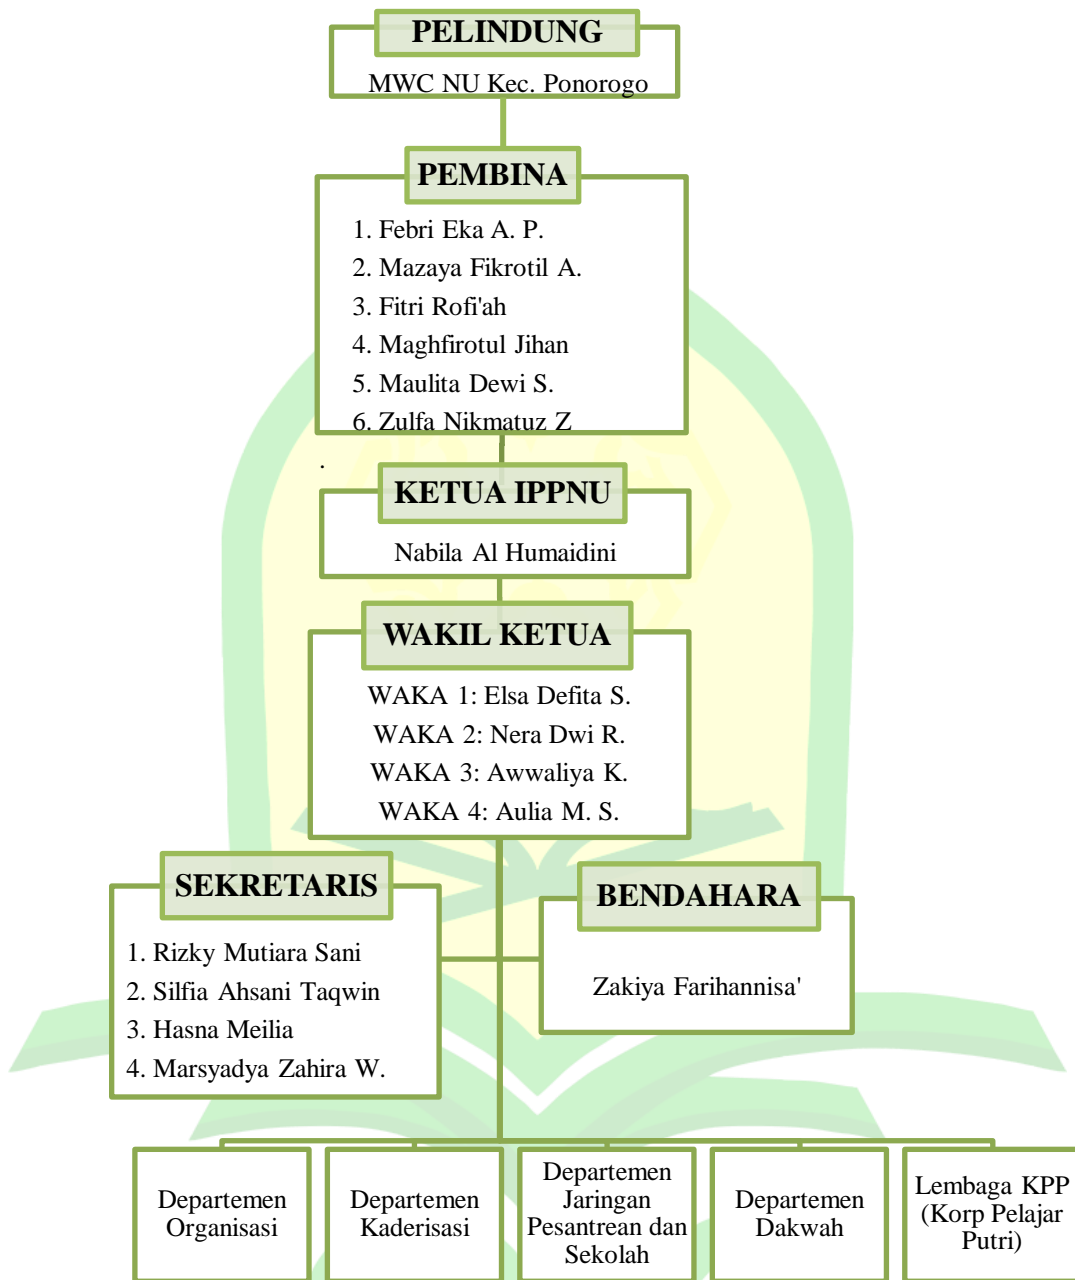 PELINDUNG
MWC NU Kec. Ponorogo
PEMBINA
1. Febri Eka A. P.
2. Mazaya Fikrotil A.
3. Fitri Rofi'ah
4. Maghfirotul Jihan
5. Maulita Dewi S.
6. Zulfa Nikmatuz Z
.
KETUA IPPNU
Nabila Al Humaidini
WAKIL KETUA
WAKA 1: Elsa Defita S.
WAKA 2: Nera Dwi R.
WAKA 3: Awwaliya K.
WAKA 4: Aulia M. S.
SEKRETARIS
1. Rizky Mutiara Sani
2. Silfia Ahsani Taqwin
3. Hasna Meilia
4. Marsyadya Zahira W.
BENDAHARA
Zakiya Farihannisa'
Departemen
Organisasi
Departemen
Kaderisasi
Departemen
Jaringan
Pesantrean dan
Sekolah
Departemen
Dakwah
Lembaga KPP
(Korp Pelajar
Putri)